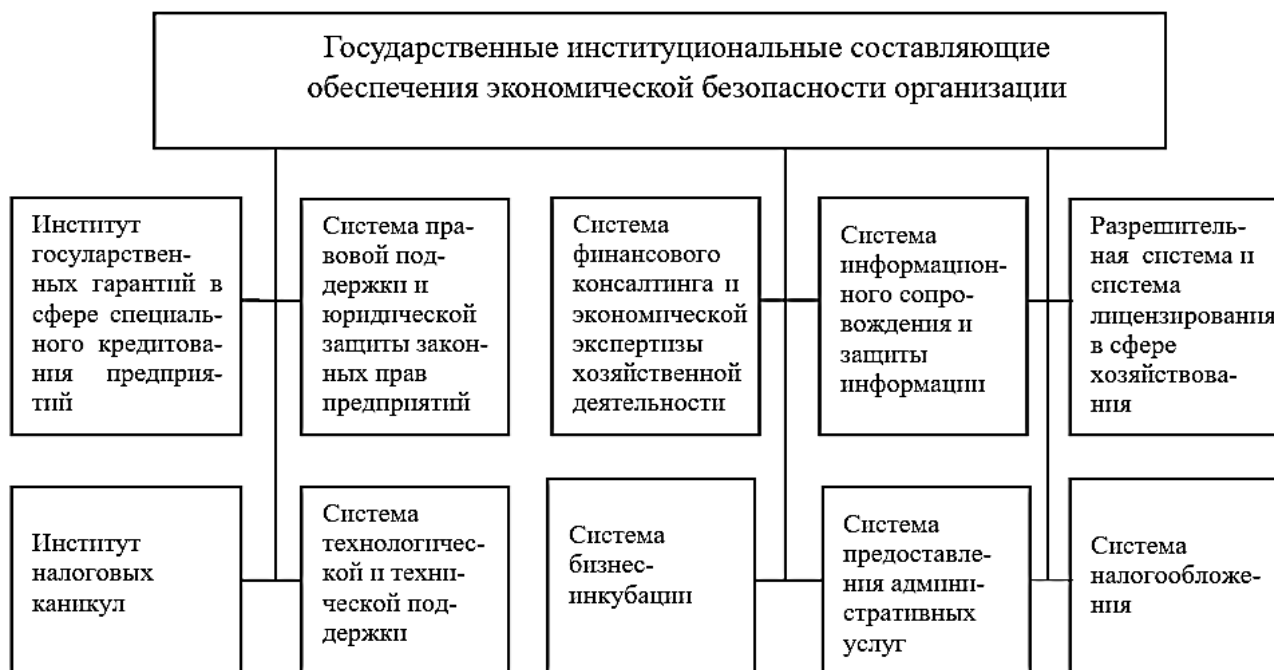 Государственные институциональные составляющие
обеспечения экономической безопасности организации
Институт
госуларствен-
ных гарантий в
сфере специаль-
ного кредитова-
ния предприя-
тий
Система пра-
вовой под-
держки и
юридической
защиты закон-
ных прав
предприятий
Система
финансового
консалтинга и
экономической
экспертизы
хозяйственной
деятельности
Система
информацион-
ного сопро-
вождения и
защиты
информации
Разрешитель-
ная система и
система
лицензирования
в сфере
хозяйствова-
ния
Институт
налоговых
каникул
Система
технологичес-
кой и техни-
ческой под-
держки
Система
бизнес-
инкубации
Система
предоставле-
ния админи-
стративных
услуг
Система
налогообложе-
ния